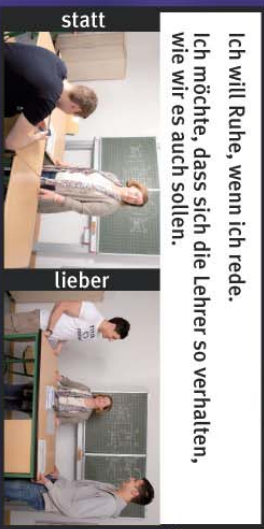 Ich will Ruhe, wenn ich rede.
Ich möchte, dass sich die Lehrer so verhalten,
wie wir es auch sollen.
statt
lieber